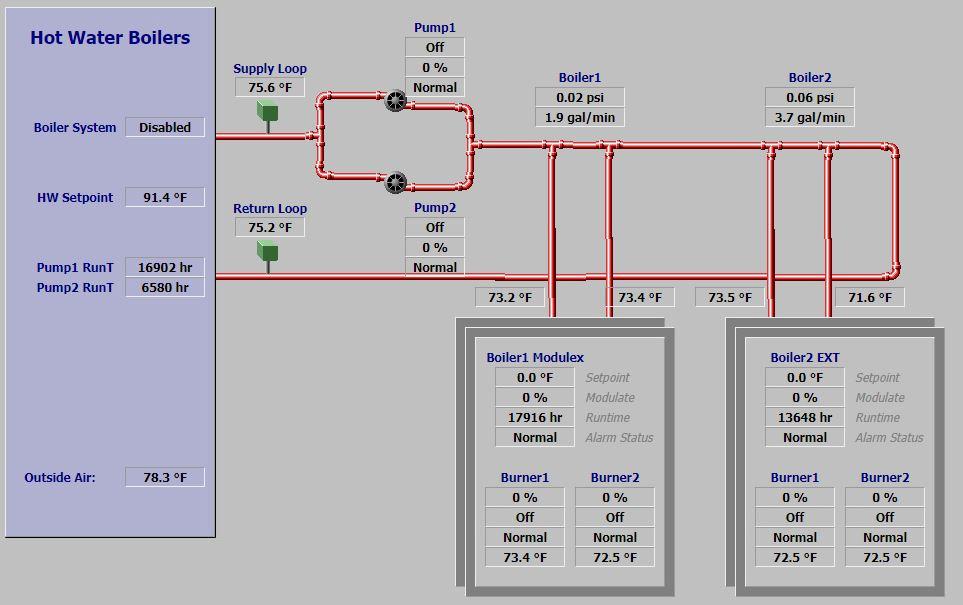 Hot Water Boilers
Boiler System Disabled
HW Setpoint 91.4 °F
Pump1 RunT 16902 hr
Pump2 RunT 6580 hr
Outside Air: 78.3 °F
Supply Loop
75.6 °F
Return Loop
75.2 °F
Pump1
Off
0 %
Normal
Pump2
Off
0 %
Normal
Boiler1
0.02 psi
1.9 gal/min
Boiler2
0.06 psi
3.7 gal/min
73.2 °F 73.4 °F 73.5 °F 71.6 °F
Boiler1 Modulex
0.0 °F Setpoint
0 % Modulate
17916 hr Runtime
Normal Alarm Status
Burner1 Burner2
0 % 0 %
Off Off
Normal Normal
73.4 °F 72.5 °F
Boiler2 EXT
0.0 °F Setpoint
0 % Modulate
13648 hr Runtime
Normal Alarm Status
Burner1 Burner2
0 % 0 %
Off Off
Normal Normal
72.5 °F 72.5 °F